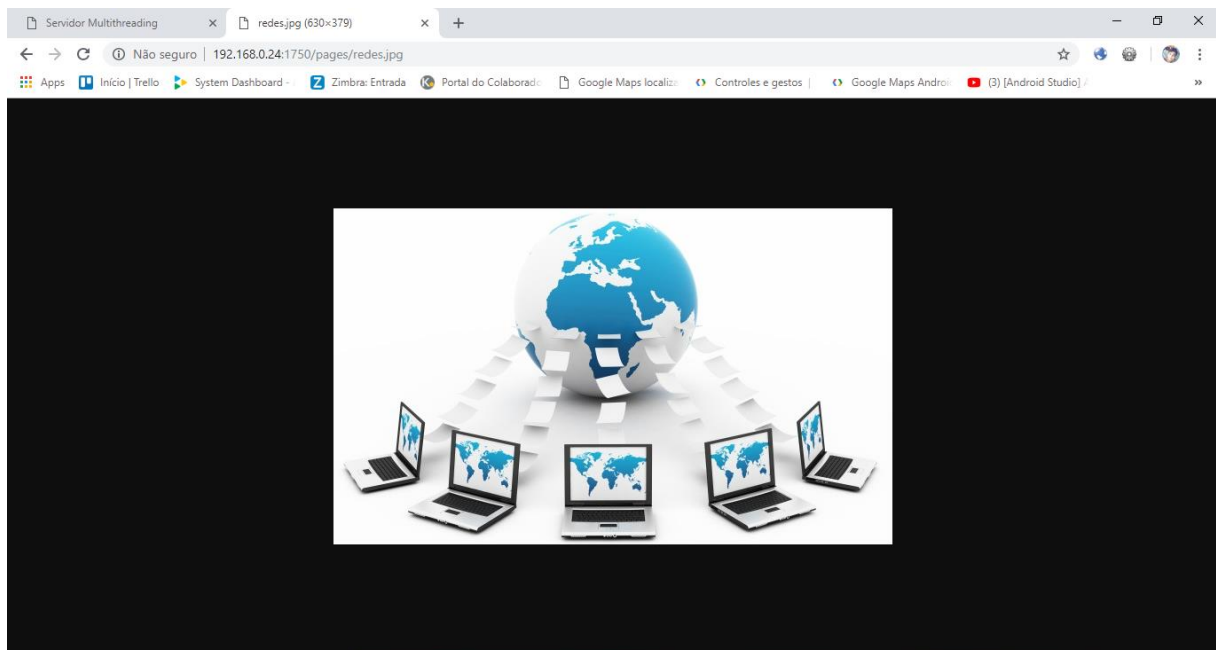 Servidor Multithreading redes.jpg (630×379)
Não seguro | 192.168.0.24:1750/pages/redes.jpg
Apps Início | Trello System Dashboard - Zimbra: Entrada Portal do Colaborado Google Maps localiza Controles e gestos | Google Maps Androi (3) [Android Studio] »